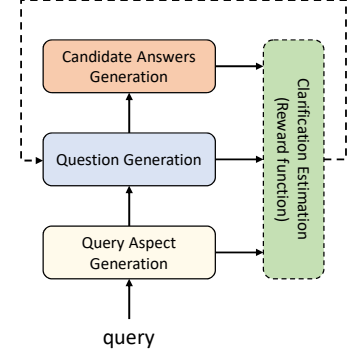 Candidate Answers
Generation
Question Generation
Query Aspect
Generation
query
Clarification Estimation
(Reward function)